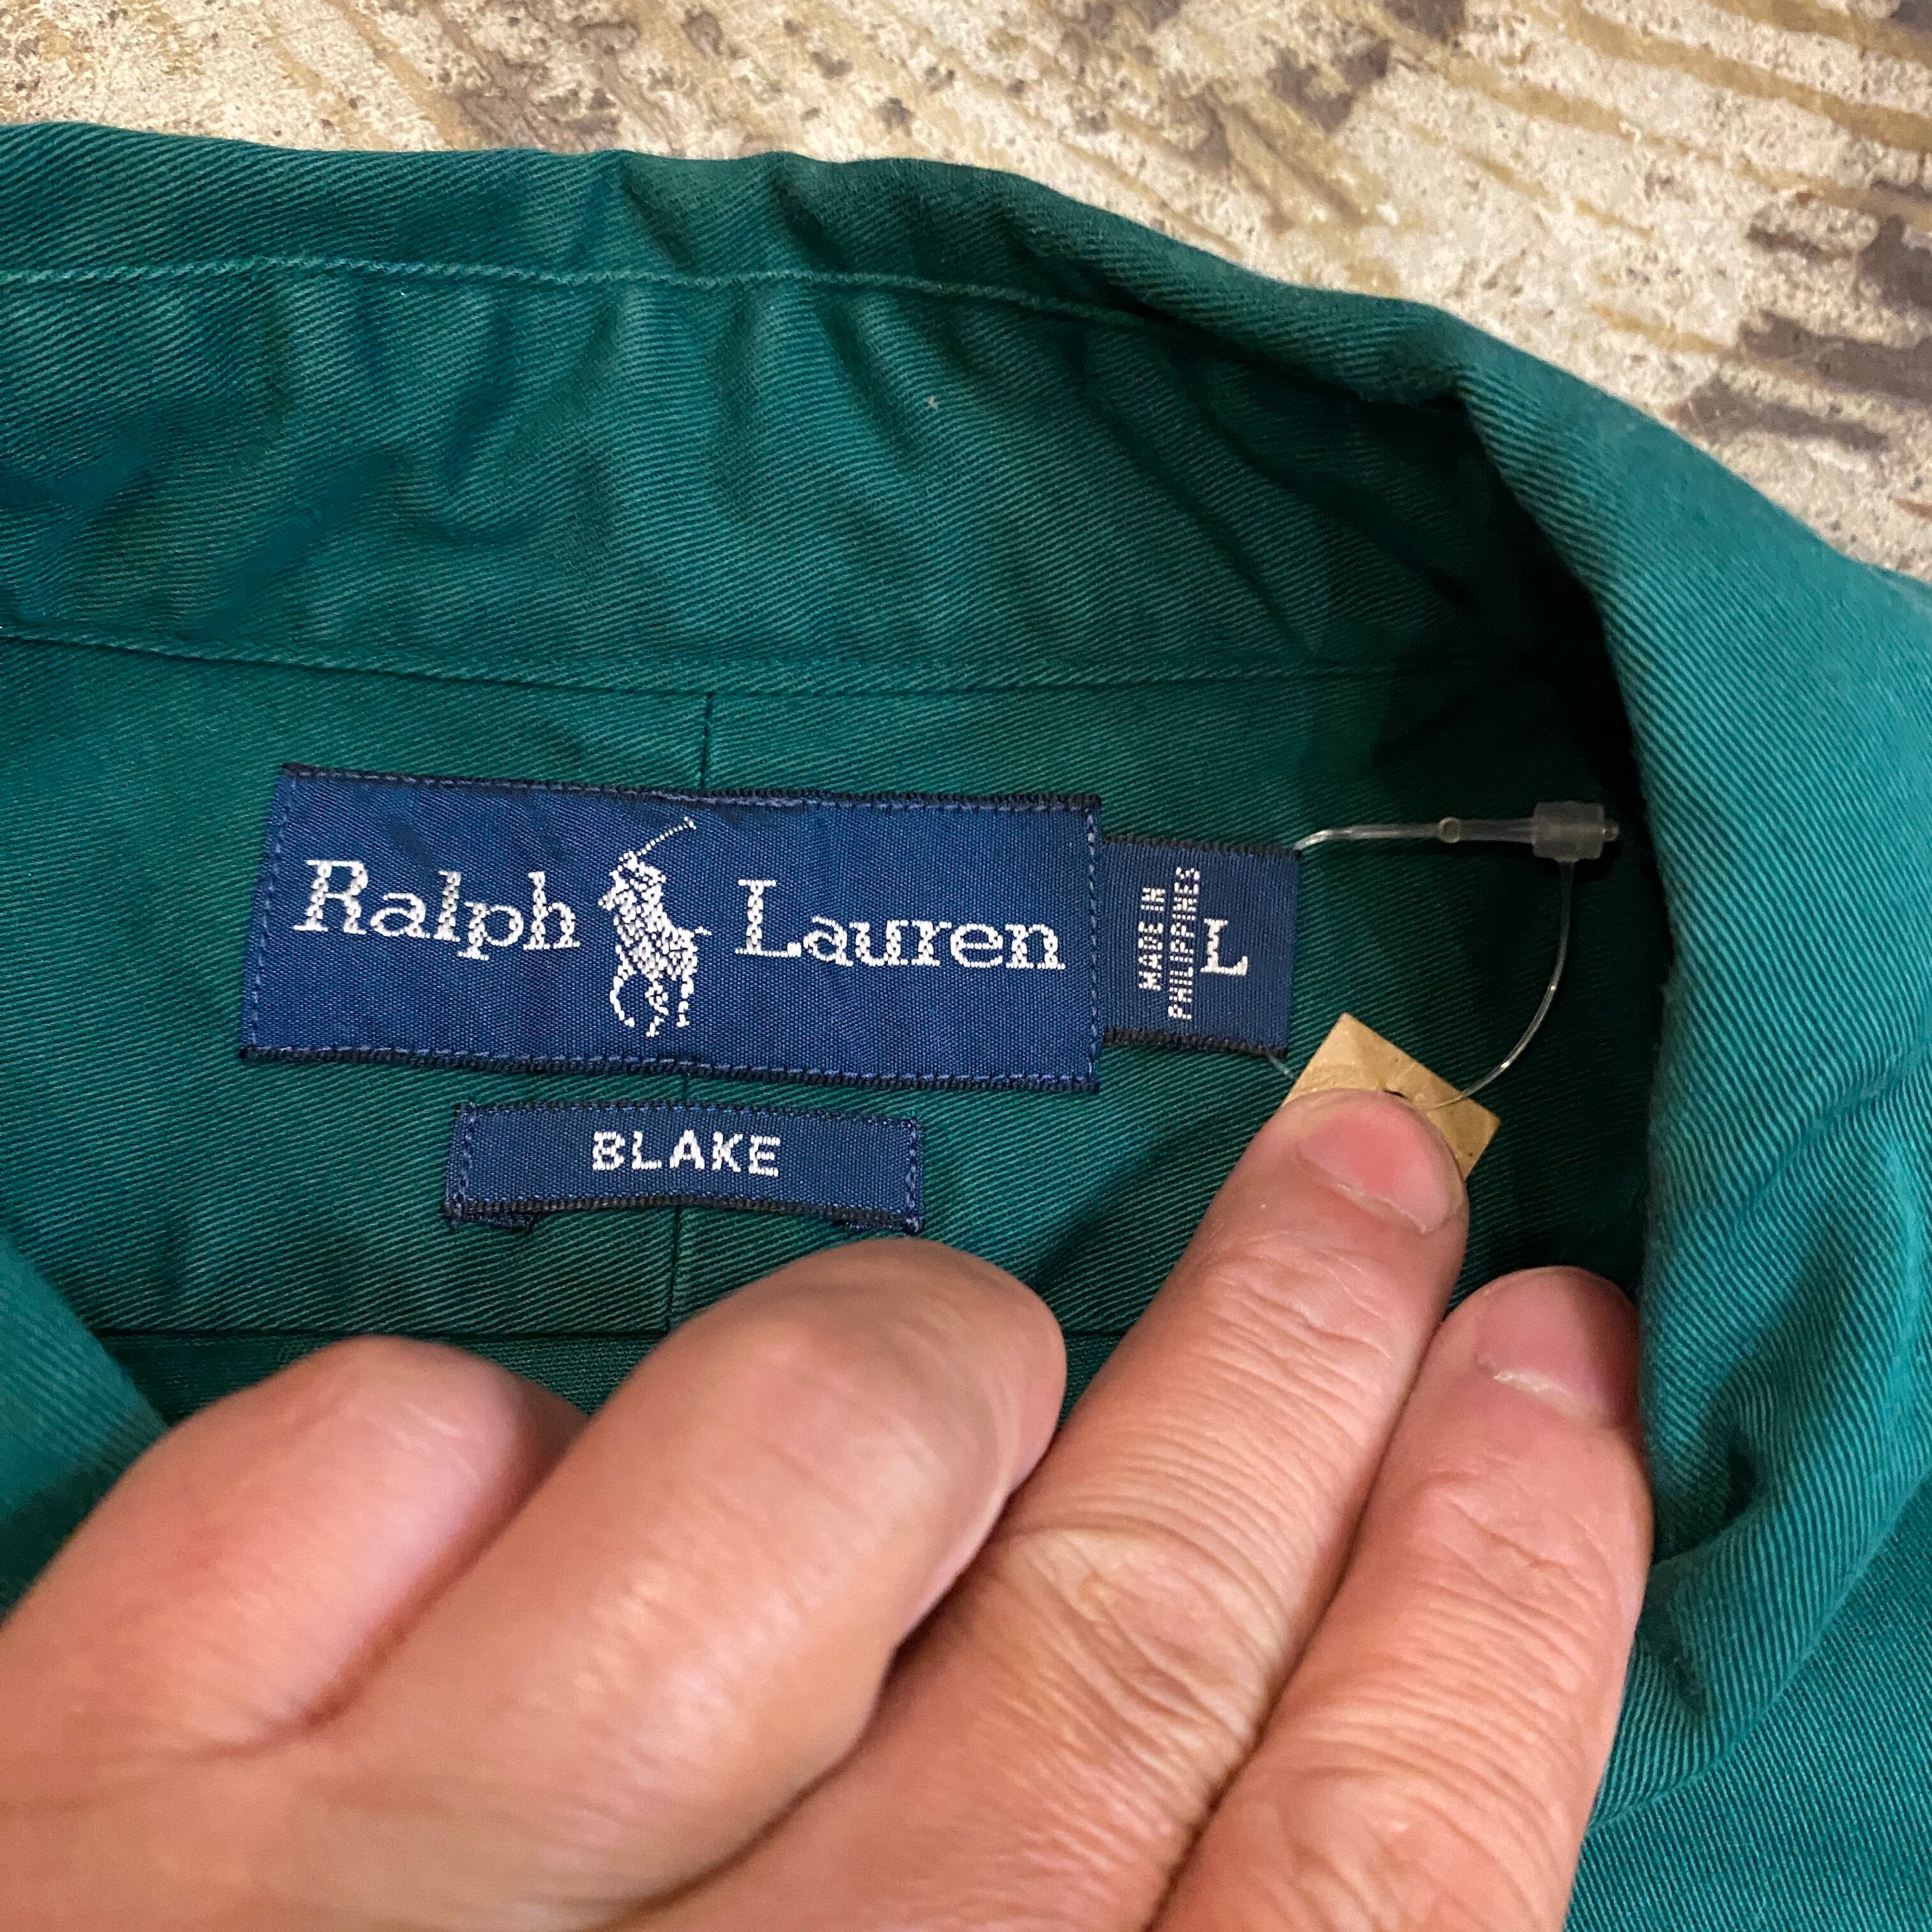 Ralph Lauren
MADE IN
PHILIPPINES
L
BLAKE